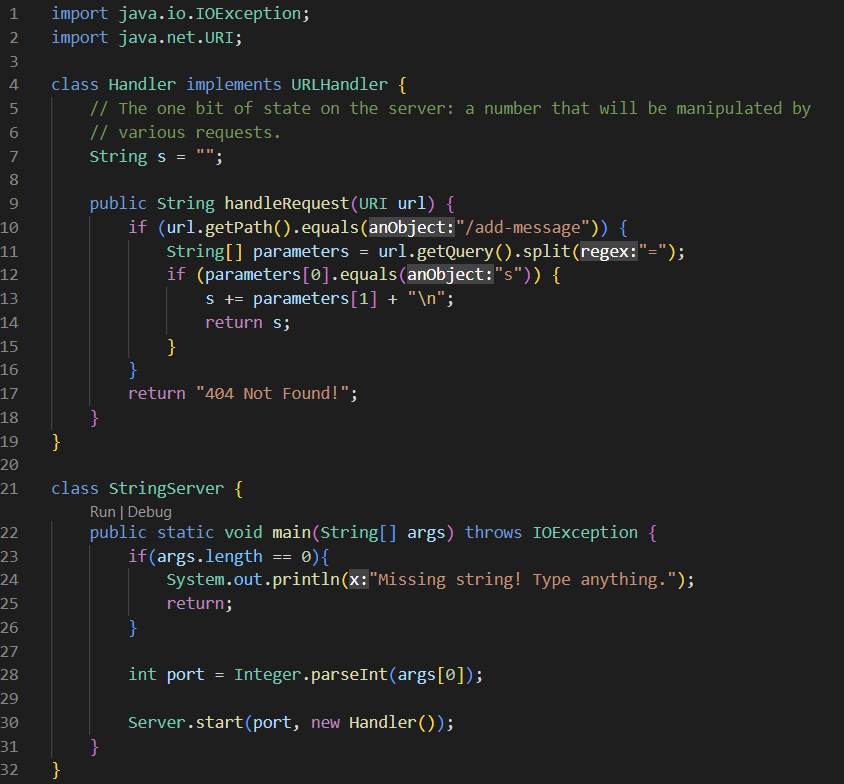 1 import java.io.IOException;
2 import java.net.URI;
3
4 class Handler implements URLHandler {
5     // The one bit of state on the server: a number that will be manipulated by
6     // various requests.
7     String s = "";
8
9     public String handleRequest(URI url) {
10         if (url.getPath().equals(anObject:"/add-message")) {
11             String[] parameters = url.getQuery().split(regex:"=");
12             if (parameters[0].equals(anObject:"s")) {
13                 s += parameters[1] + "\n";
14                 return s;
15             }
16         }
17         return "404 Not Found!";
18     }
19 }
20
21 class StringServer {
Run | Debug
22     public static void main(String[] args) throws IOException {
23         if(args.length == 0){
24             System.out.println(x:"Missing string! Type anything.");
25             return;
26         }
27
28         int port = Integer.parseInt(args[0]);
29
30         Server.start(port, new Handler());
31     }
32 }